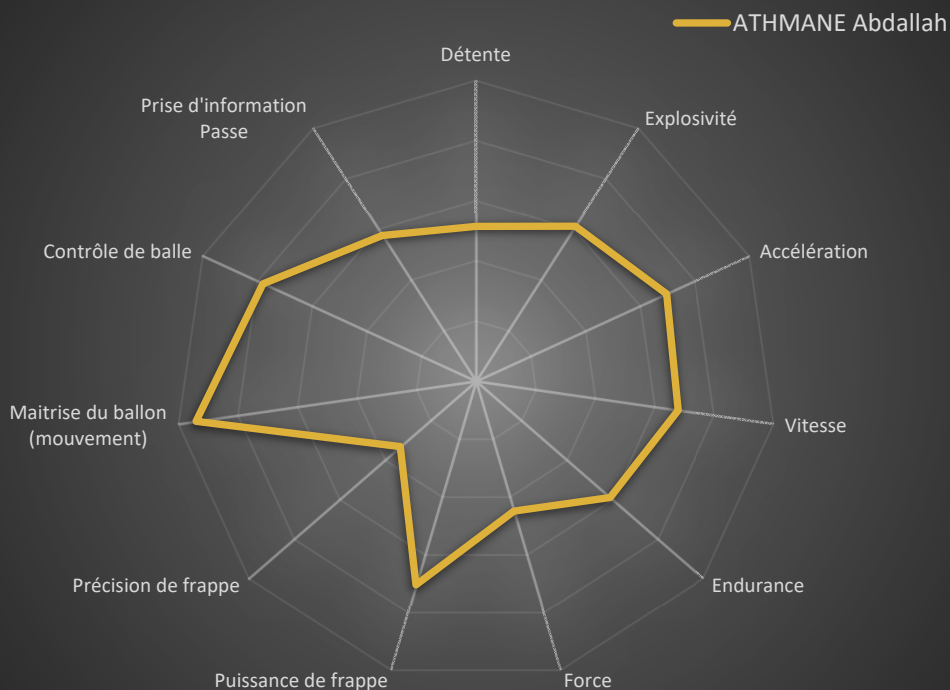 ATHMANE Abdallah
Détente
Explosivité
Accélération
Vitesse
Endurance
Force
Puissance de frappe
Précision de frappe
Maitrise du ballon
(mouvement)
Contrôle de balle
Prise d'information
Passe